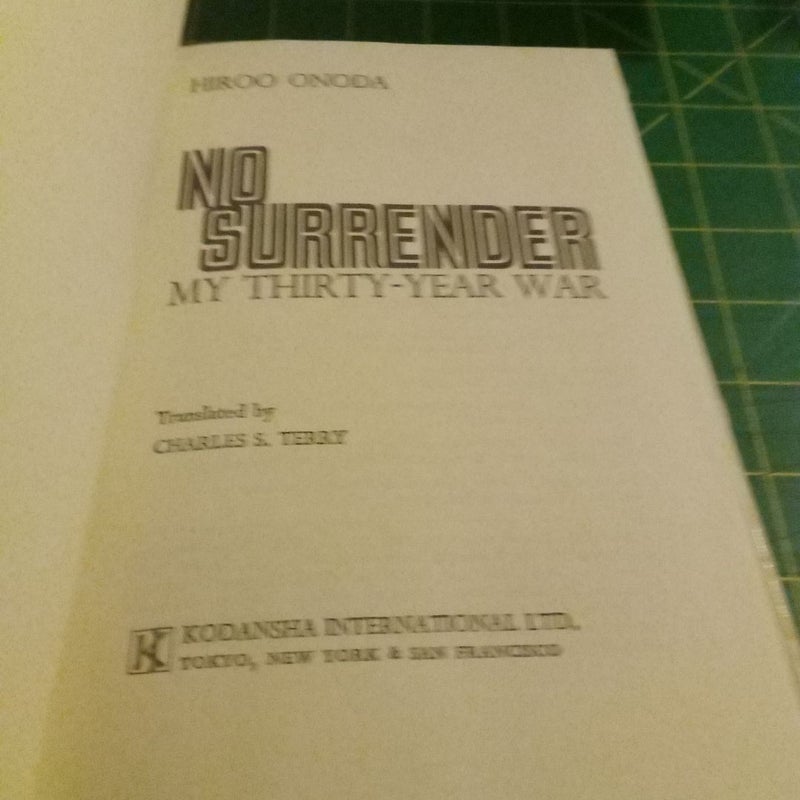 HIROO ONODA
NO
SURRENDER
MY THIRTY-YEAR WAR
Translated by
CHARLES S. TERRY
K
KODANSHA INTERNATIONAL LTD.
TOKYO, NEW YORK & SAN FRANCISCO